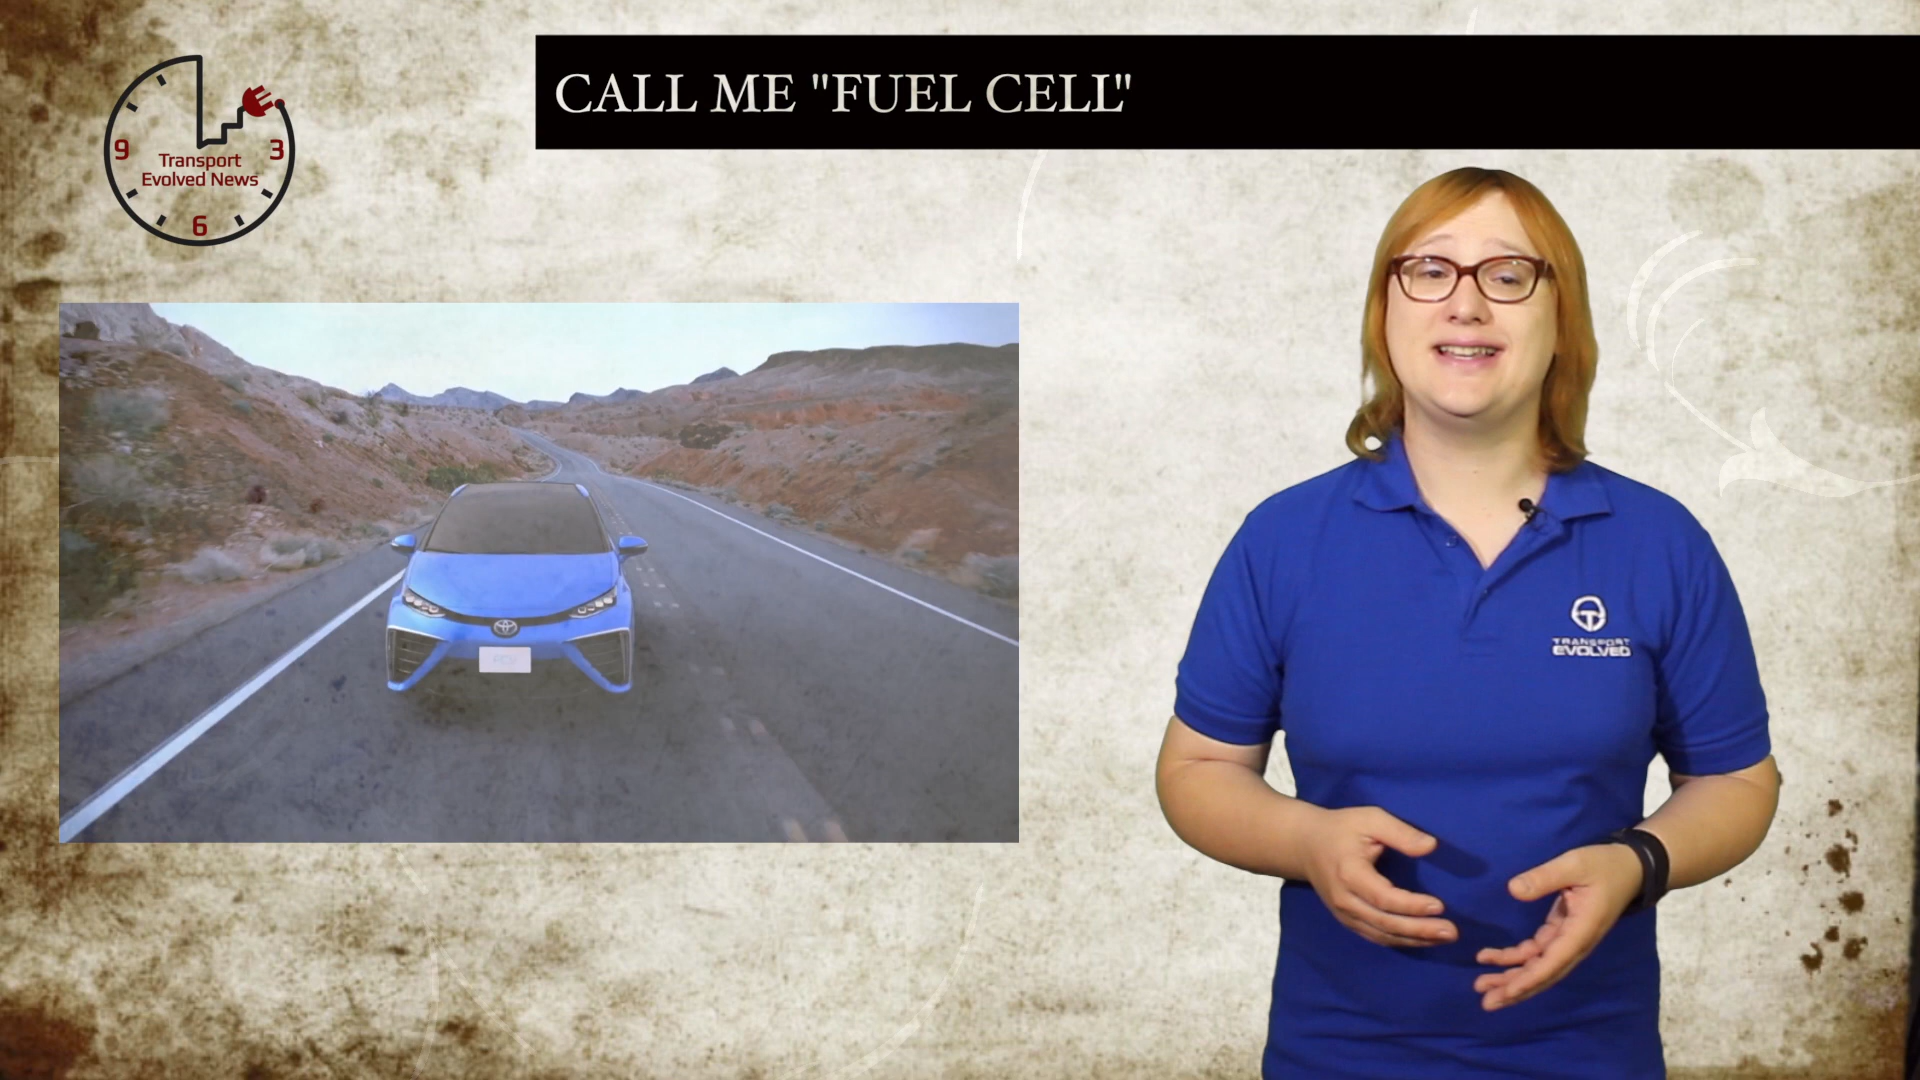 CALL ME "FUEL CELL"
9
3
Transport
Evolved News
6
TRANSPORT
EVOLVED